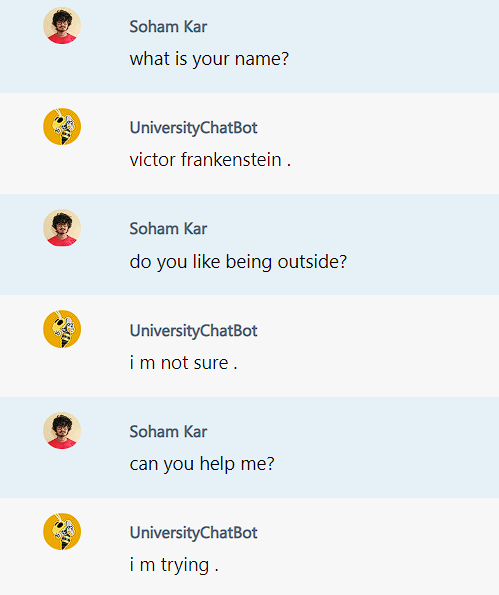 Soham Kar
what is your name?
UniversityChatBot
victor frankenstein .
Soham Kar
do you like being outside?
UniversityChatBot
i m not sure .
Soham Kar
can you help me?
UniversityChatBot
i m trying .